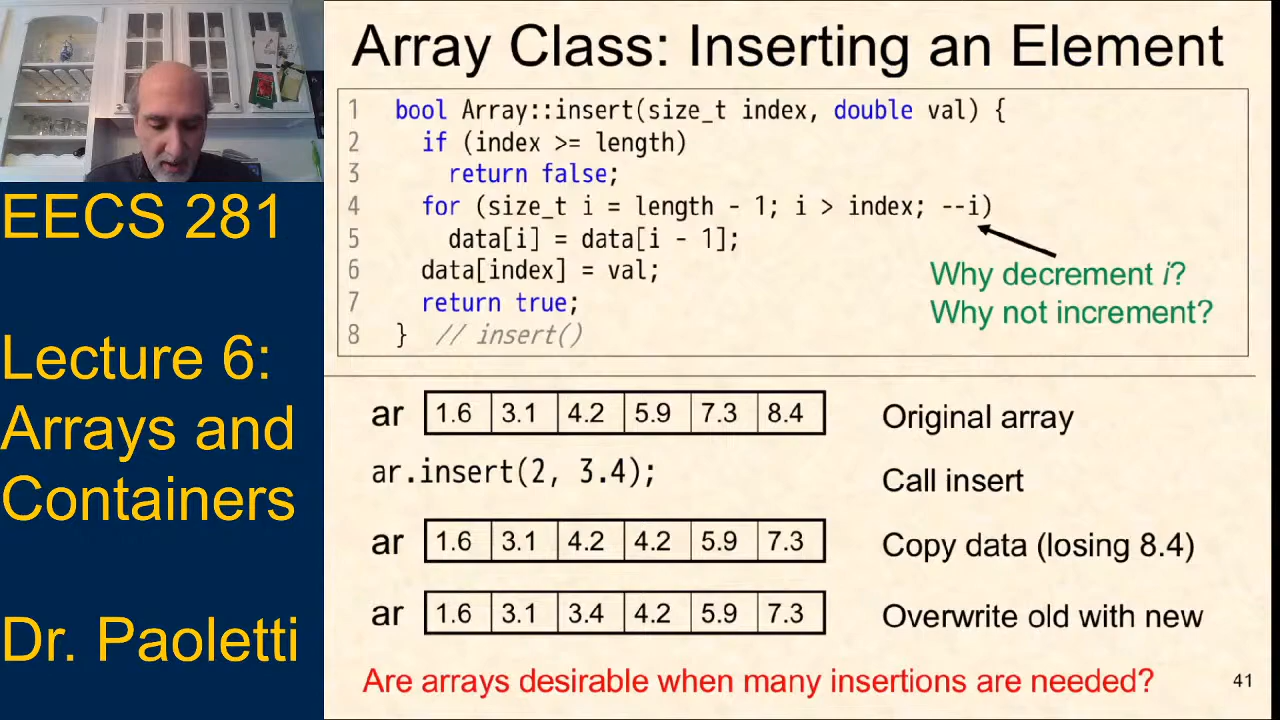 EECS 281
Lecture 6:
Arrays and
Containers
Dr. Paoletti
Array Class: Inserting an Element
1 bool Array::insert(size_t index, double val) {
2 if (index >= length)
3 return false;
4 for (size_t i = length - 1; i > index; --i)
5 data[i] = data[i - 1];
6 data[index] = val;
7 return true;
8 } // insert()
Why decrement i?
Why not increment?
ar 1.6 3.1 4.2 5.9 7.3 8.4 Original array
ar.insert(2, 3.4); Call insert
ar 1.6 3.1 4.2 4.2 5.9 7.3 Copy data (losing 8.4)
ar 1.6 3.1 3.4 4.2 5.9 7.3 Overwrite old with new
Are arrays desirable when many insertions are needed?
41